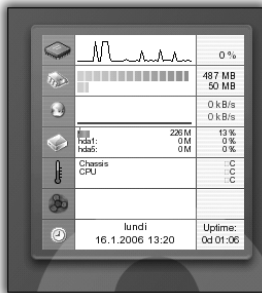 0 %
487 MB
50 MB
0 kB/s
0 kB/s
226 M 13 %
hda1: 0 M 0 %
hda5: 0 M 0 %
Chassis □C
CPU □C
□C
lundi Uptime:
16.1.2006 13:20 0d 01:06